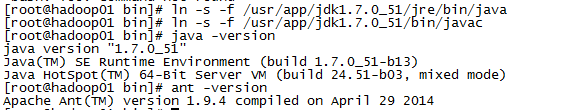 [root@hadoop01 bin]# ln -s -f /usr/app/jdk1.7.0_51/jre/bin/java
[root@hadoop01 bin]# ln -s -f /usr/app/jdk1.7.0_51/bin/javac
[root@hadoop01 bin]# java -version
java version "1.7.0_51"
Java(TM) SE Runtime Environment (build 1.7.0_51-b13)
Java HotSpot(TM) 64-Bit Server VM (build 24.51-b03, mixed mode)
[root@hadoop01 bin]# ant -version
Apache Ant(TM) version 1.9.4 compiled on April 29 2014